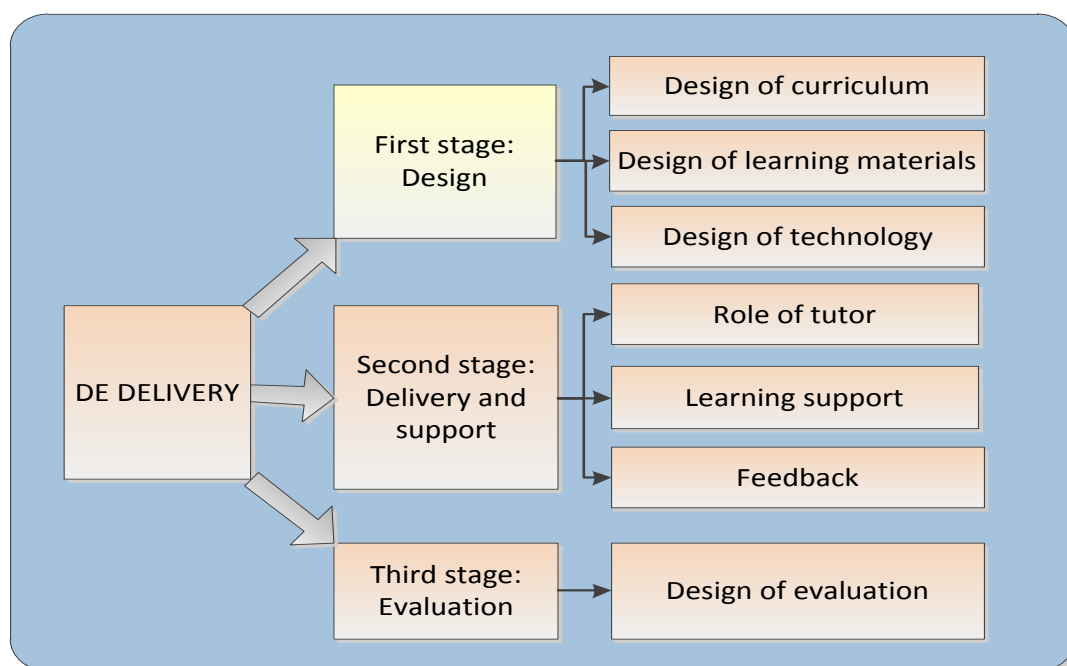 DE DELIVERY
First stage:
Design
Design of curriculum
Design of learning materials
Design of technology
Second stage:
Delivery and
support
Role of tutor
Learning support
Feedback
Third stage:
Evaluation
Design of evaluation